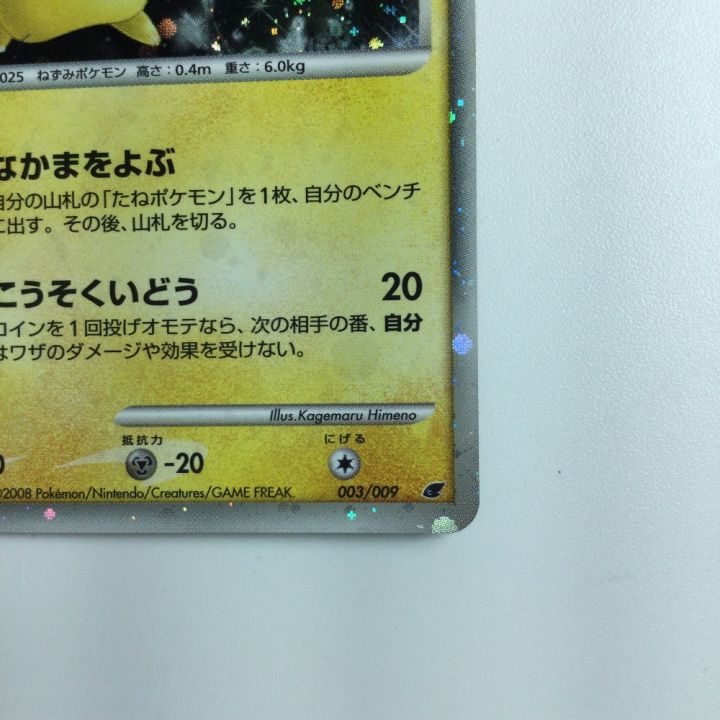 025 ねずみポケモン 高さ:0.4m 重さ:6.0kg
なかまをよぶ
自分の山札の「たねポケモン」を1枚、自分のベンチ
に出す。その後、山札を切る。
こうそくいどう 20
コインを1回投げオモテなら、次の相手の番、自分
はワザのダメージや効果を受けない。
Illus.Kagemaru Himeno
抵抗力 にげる
-20
©2008 Pokémon/Nintendo/Creatures/GAME FREAK. 003/009